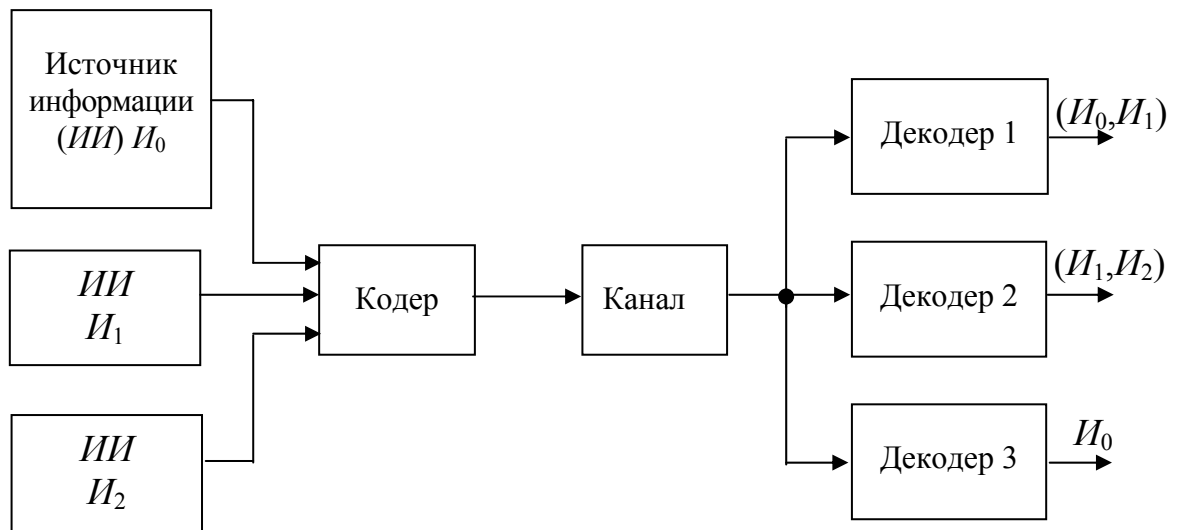 Источник
информации
(ИИ) И₀
ИИ
И₁
ИИ
И₂
Кодер
Канал
Декодер 1
(И₀,И₁)
Декодер 2
(И₁,И₂)
Декодер 3
И₀